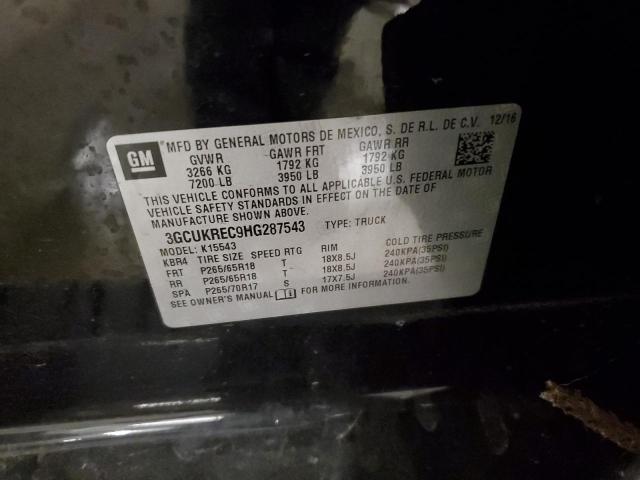 GM
MFD BY GENERAL MOTORS DE MEXICO, S. DE R.L. DE C.V. 12/16
GVWR GAWR FRT GAWR RR
3266 KG 1792 KG 1792 KG
7200 LB 3950 LB 3950 LB
THIS VEHICLE CONFORMS TO ALL APPLICABLE U.S. FEDERAL MOTOR
VEHICLE SAFETY STANDARDS IN EFFECT ON THE DATE OF
MANUFACTURE SHOWN ABOVE.
3GCUKREC9HG287543 TYPE: TRUCK
MODEL: K15543
KBR4 TIRE SIZE SPEED RTG RIM COLD TIRE PRESSURE
FRT P265/65R18 T 18X8.5J 240KPA(35PSI)
RR P265/65R18 T 18X8.5J 240KPA(35PSI)
SPA P265/70R17 S 17X7.5J 240KPA(35PSI)
SEE OWNER'S MANUAL FOR MORE INFORMATION.